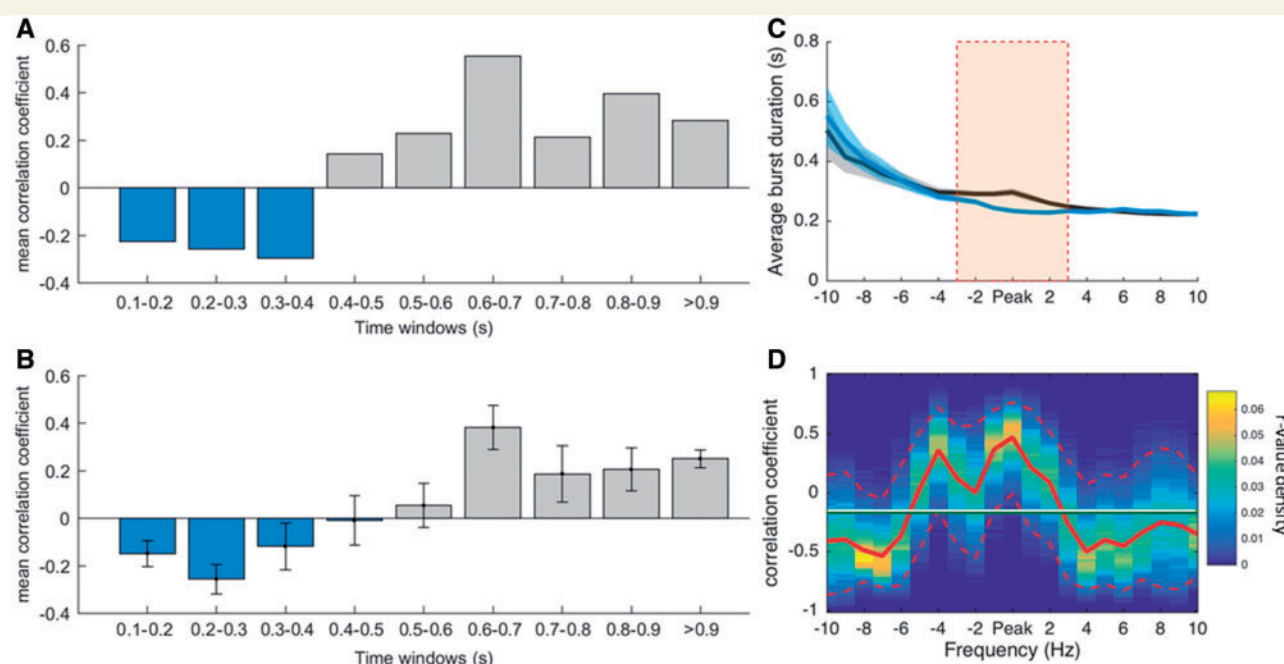 A
mean correlation coefficient
0.6
0.4
0.2
0
-0.2
-0.4
0.1-0.2 0.2-0.3 0.3-0.4 0.4-0.5 0.5-0.6 0.6-0.7 0.7-0.8 0.8-0.9 >0.9
Time windows (s)
B
mean correlation coefficient
0.6
0.4
0.2
0
-0.2
-0.4
0.1-0.2 0.2-0.3 0.3-0.4 0.4-0.5 0.5-0.6 0.6-0.7 0.7-0.8 0.8-0.9 >0.9
Time windows (s)
C
Average burst duration (s)
0.8
0.6
0.4
0.2
0
-10 -8 -6 -4 -2 Peak 2 4 6 8 10
D
correlation coefficient
1
0.5
0
-0.5
-1
-10 -8 -6 -4 -2 Peak 2 4 6 8 10
Frequency (Hz)
0.06
0.05
0.04
0.03
0.02
0.01
0
r-value density